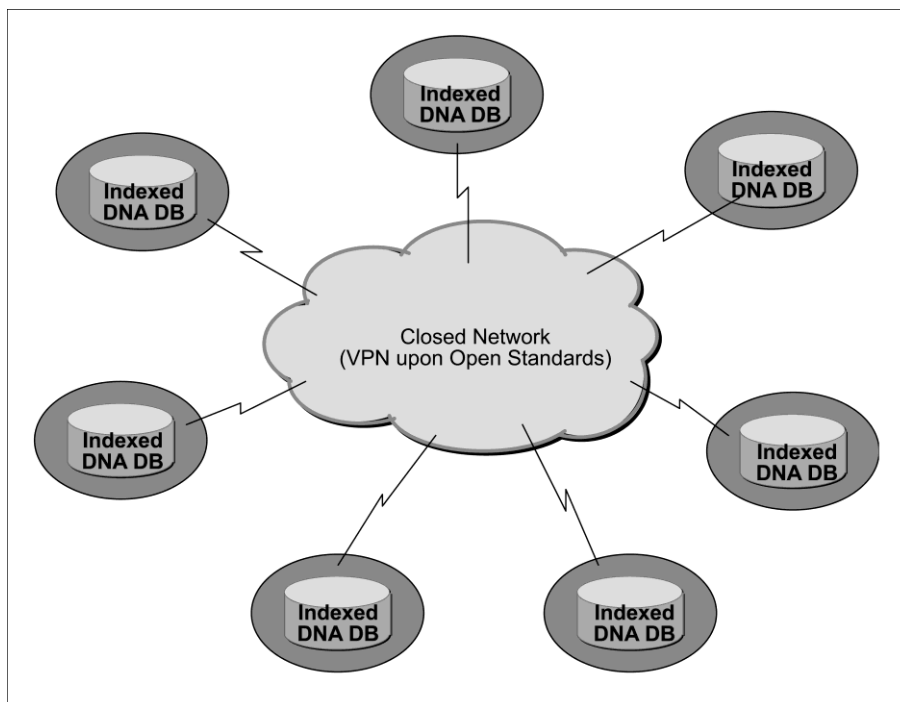 Indexed
DNA DB
Indexed
DNA DB
Indexed
DNA DB
Closed Network
(VPN upon Open Standards)
Indexed
DNA DB
Indexed
DNA DB
Indexed
DNA DB
Indexed
DNA DB